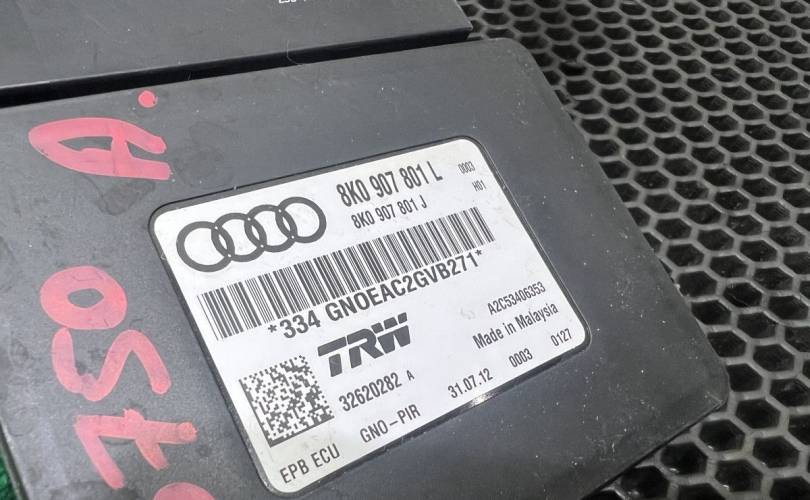 A.
750
8K0 907 801 L 0003
8K0 907 801 J H01
*334 GNOEAC2GVB271*
TRW
A2C53406353
Made in Malaysia
32620282 A
31.07.12 0003 0127
EPB ECU GNO-PIR